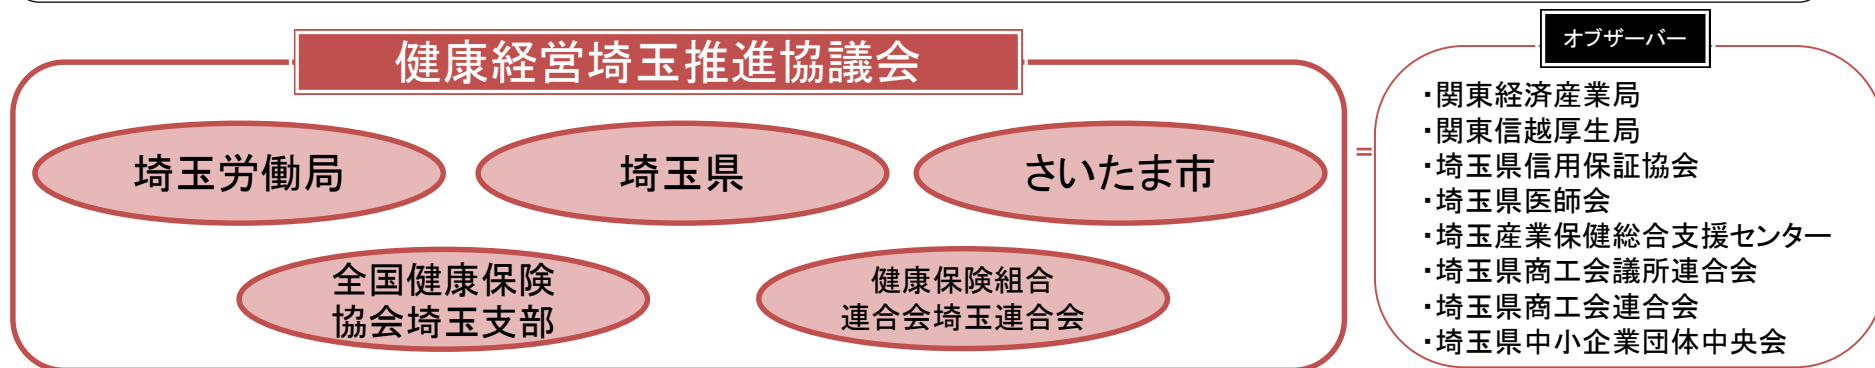 健康経営埼玉推進協議会
埼玉労働局
埼玉県
さいたま市
全国健康保険
協会埼玉支部
健康保険組合
連合会埼玉連合会
=
オブザーバー
・関東経済産業局
・関東信越厚生局
・埼玉県信用保証協会
・埼玉県医師会
・埼玉産業保健総合支援センター
・埼玉県商工会議所連合会
・埼玉県商工会連合会
・埼玉県中小企業団体中央会